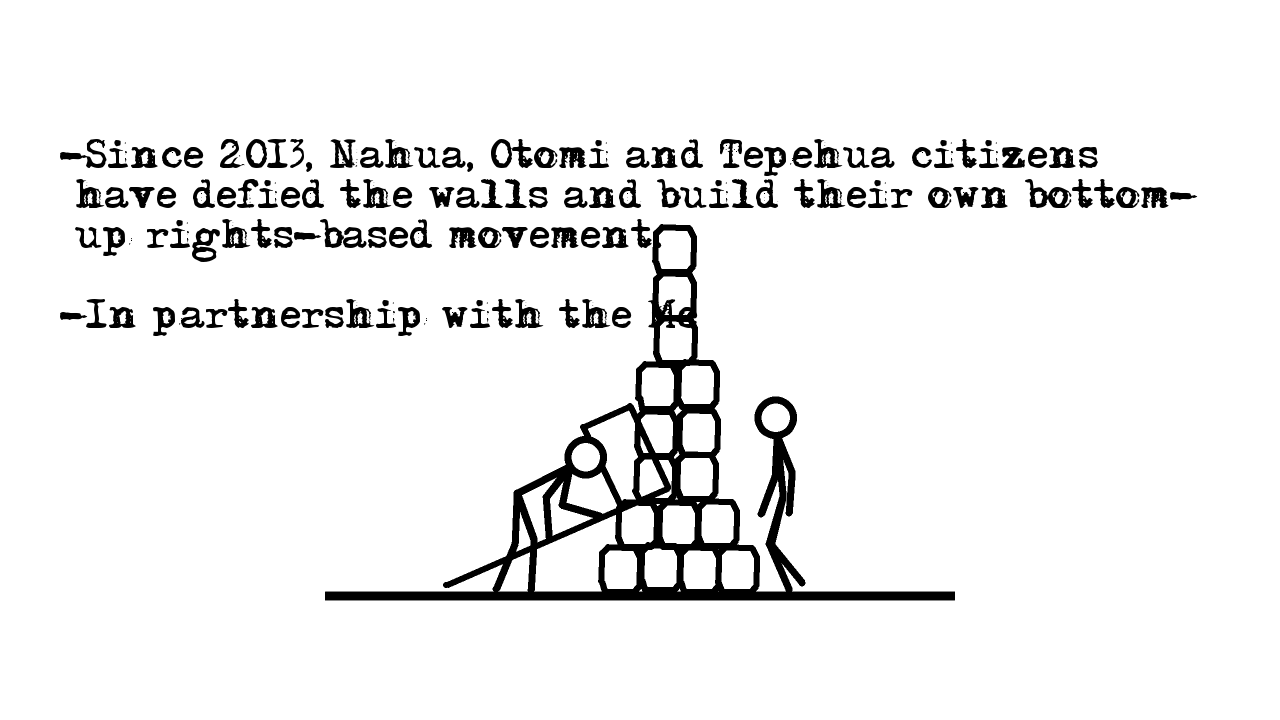 -Since 2013, Nahua, Otomi and Tepehua citizens
have defied the walls and build their own bottom-
up rights-based movement.
-In partnership with the Me